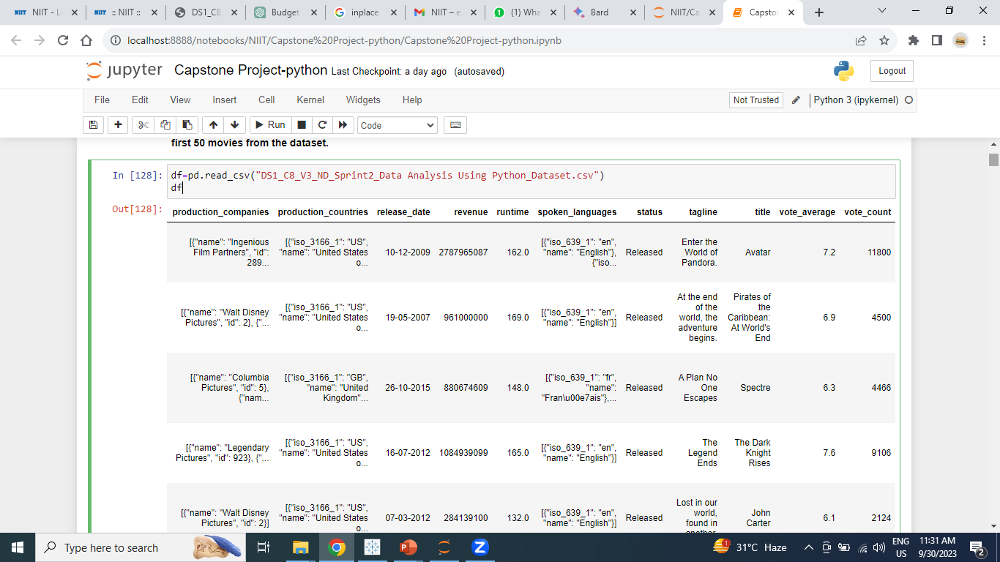 NIIT - Le
:: NIIT ::
DS1_C8
Budget
inplace
NIIT – e
(1) Wha
Baro
NIIT/Ca
Capsto
localhost:8888/notebooks/NIIT/Capstone%20Project-python/Capstone%20Project-python.ipynb
jupyter Capstone Project-python Last Checkpoint: a day ago (autosaved)
Logout
File Edit View Insert Cell Kernel Widgets Help
Not Trusted
Python 3 (ipykernel)
Run
Code
first 50 movies from the dataset.
In [128]:
df=pd.read_csv("DS1_C8_V3_ND_Sprint2_Data Analysis Using Python_Dataset.csv")
df
Out[128]:
production_companies production_countries release_date revenue runtime spoken_languages status tagline title vote_average vote_count
[{"name": "Ingenious
Film Partners", "id":
289...
[{"iso_3166_1": "US",
"name": "United States
o...
10-12-2009 2787965087 162.0
[{"iso_639_1": "en",
"name": "English"},
{"iso...
Released
Enter the
World of
Pandora.
Avatar
7.2 11800
[{"name": "Walt Disney
Pictures", "id": 2}, {"...
[{"iso_3166_1": "US",
"name": "United States
o...
19-05-2007 961000000 169.0
[{"iso_639_1": "en",
"name": "English"}]
Released
At the end
of the
world, the
adventure
begins.
Pirates of
the
Caribbean:
At World's
End
6.9 4500
[{"name": "Columbia
Pictures", "id": 5},
{"nam...
[{"iso_3166_1": "GB",
"name": "United
Kingdom"...
26-10-2015 880674609 148.0
[{"iso_639_1": "fr",
"name":
"Fran\u00e7ais"},...
Released
A Plan No
One
Escapes
Spectre
6.3 4466
[{"name": "Legendary
Pictures", "id": 923}, {"...
[{"iso_3166_1": "US",
"name": "United States
o...
16-07-2012 1084939099 165.0
[{"iso_639_1": "en",
"name": "English"}]
Released
The
Legend
Ends
The Dark
Knight
Rises
7.6 9106
[{"name": "Walt Disney
Pictures", "id": 2}]
[{"iso_3166_1": "US",
"name": "United States
o...
07-03-2012 284139100 132.0
[{"iso_639_1": "en",
"name": "English"}]
Released
Lost in our
world,
found in
another
John
Carter
6.1 2124
Type here to search
31°C Haze
ENG
US
11:31 AM
9/30/2023
2